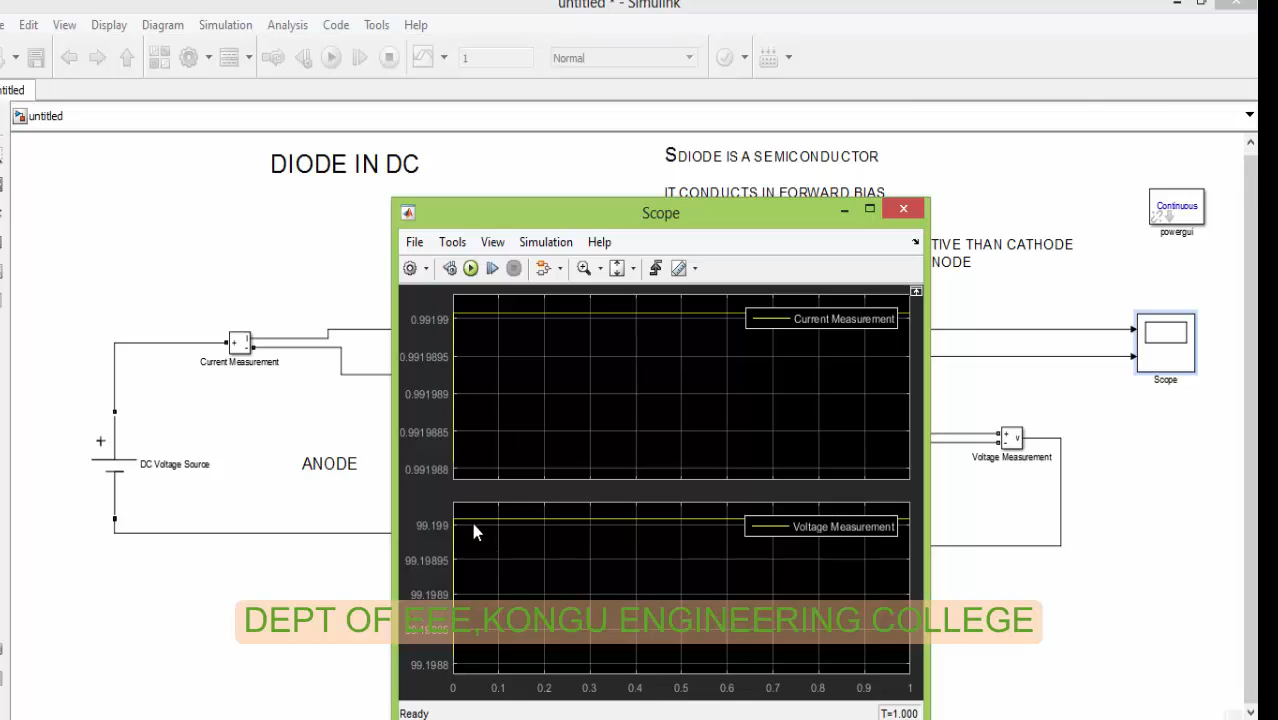 untitled * - Simulink
Edit View Display Diagram Simulation Analysis Code Tools Help
1 Normal
untitled
DIODE IN DC
SDIODE IS A SEMICONDUCTOR
IT CONDUCTS IN FORWARD BIAS
Continuous
powergui
Scope
File Tools View Simulation Help
TIVE THAN CATHODE
NODE
0.99199
Current Measurement
0.9919895
0.991989
0.9919885
0.991988
Current Measurement
Scope
+
DC Voltage Source
ANODE
Voltage Measurement
99.199
Voltage Measurement
99.19895
99.1989
DEPT OF EEE,KONGU ENGINEERING COLLEGE
99.19885
99.1988
0 0.1 0.2 0.3 0.4 0.5 0.6 0.7 0.8 0.9 1
Ready T=1.000